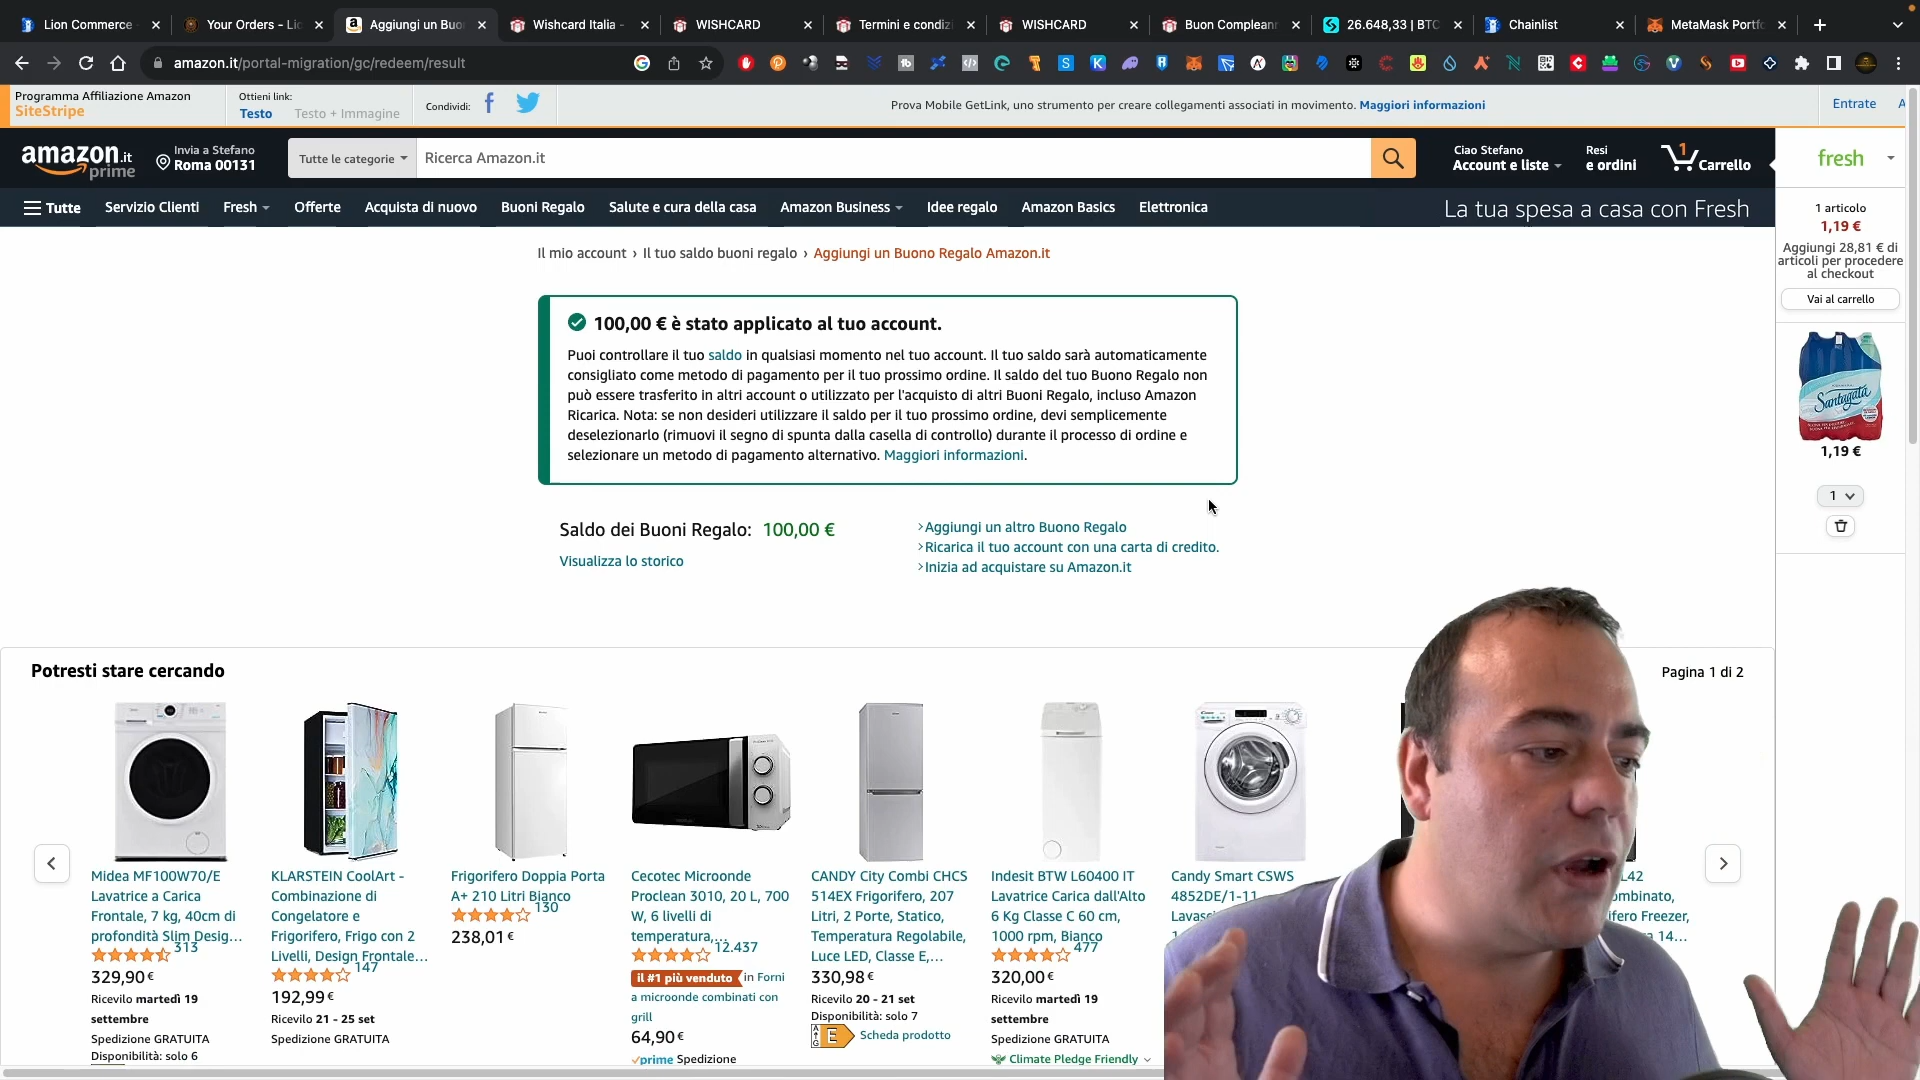 Lion Commerce -
Your Orders - Lio
Aggiungi un Buo
Wishcard Italia -
WISHCARD
Termini e condizi
WISHCARD
Buon Compleann
26.648,33 | BTC
Chainlist
MetaMask Portfo
amazon.it/portal-migration/gc/redeem/result
Programma Affiliazione Amazon
SiteStripe
Ottieni link:
Testo
Testo + Immagine
Condividi:
Prova Mobile GetLink, uno strumento per creare collegamenti associati in movimento. Maggiori informazioni
Entrate
A
amazon.it
prime
Invia a Stefano
Roma 00131
Tutte le categorie
Ricerca Amazon.it
Ciao Stefano
Account e liste
Resi
e ordini
1
Carrello
fresh
Tutte
Servizio Clienti
Fresh
Offerte
Acquista di nuovo
Buoni Regalo
Salute e cura della casa
Amazon Business
Idee regalo
Amazon Basics
Elettronica
La tua spesa a casa con Fresh
1 articolo
1,19 €
Aggiungi 28,81 € di
articoli per procedere
al checkout
Vai al carrello
Santagata
1,19 €
1
Il mio account › Il tuo saldo buoni regalo › Aggiungi un Buono Regalo Amazon.it
100,00 € è stato applicato al tuo account.
Puoi controllare il tuo saldo in qualsiasi momento nel tuo account. Il tuo saldo sarà automaticamente
consigliato come metodo di pagamento per il tuo prossimo ordine. Il saldo del tuo Buono Regalo non
può essere trasferito in altri account o utilizzato per l'acquisto di altri Buoni Regalo, incluso Amazon
Ricarica. Nota: se non desideri utilizzare il saldo per il tuo prossimo ordine, devi semplicemente
deselezionarlo (rimuovi il segno di spunta dalla casella di controllo) durante il processo di ordine e
selezionare un metodo di pagamento alternativo. Maggiori informazioni.
Saldo dei Buoni Regalo: 100,00 €
Visualizza lo storico
›Aggiungi un altro Buono Regalo
›Ricarica il tuo account con una carta di credito.
›Inizia ad acquistare su Amazon.it
Potresti stare cercando
Pagina 1 di 2
Midea MF100W70/E
Lavatrice a Carica
Frontale, 7 kg, 40cm di
profondità Slim Desig...
313
329,90 €
Ricevilo martedì 19
settembre
Spedizione GRATUITA
Disponibilità: solo 6
KLARSTEIN CoolArt -
Combinazione di
Congelatore e
Frigorifero, Frigo con 2
Livelli, Design Frontale...
147
192,99 €
Ricevilo 21 - 25 set
Spedizione GRATUITA
Frigorifero Doppia Porta
A+ 210 Litri Bianco
130
238,01 €
Cecotec Microonde
Proclean 3010, 20 L, 700
W, 6 livelli di
temperatura,...
12.437
il #1 più venduto in Forni
a microonde combinati con
grill
64,90 €
prime Spedizione
CANDY City Combi CHCS
514EX Frigorifero, 207
Litri, 2 Porte, Statico,
Temperatura Regolabile,
Luce LED, Classe E,...
330,98 €
Ricevilo 20 - 21 set
Disponibilità: solo 7
E
Scheda prodotto
Indesit BTW L60400 IT
Lavatrice Carica dall'Alto
6 Kg Classe C 60 cm,
1000 rpm, Bianco
477
320,00 €
Ricevilo martedì 19
settembre
Spedizione GRATUITA
Climate Pledge Friendly
Candy Smart CSWS
4852DE/1-11
L42